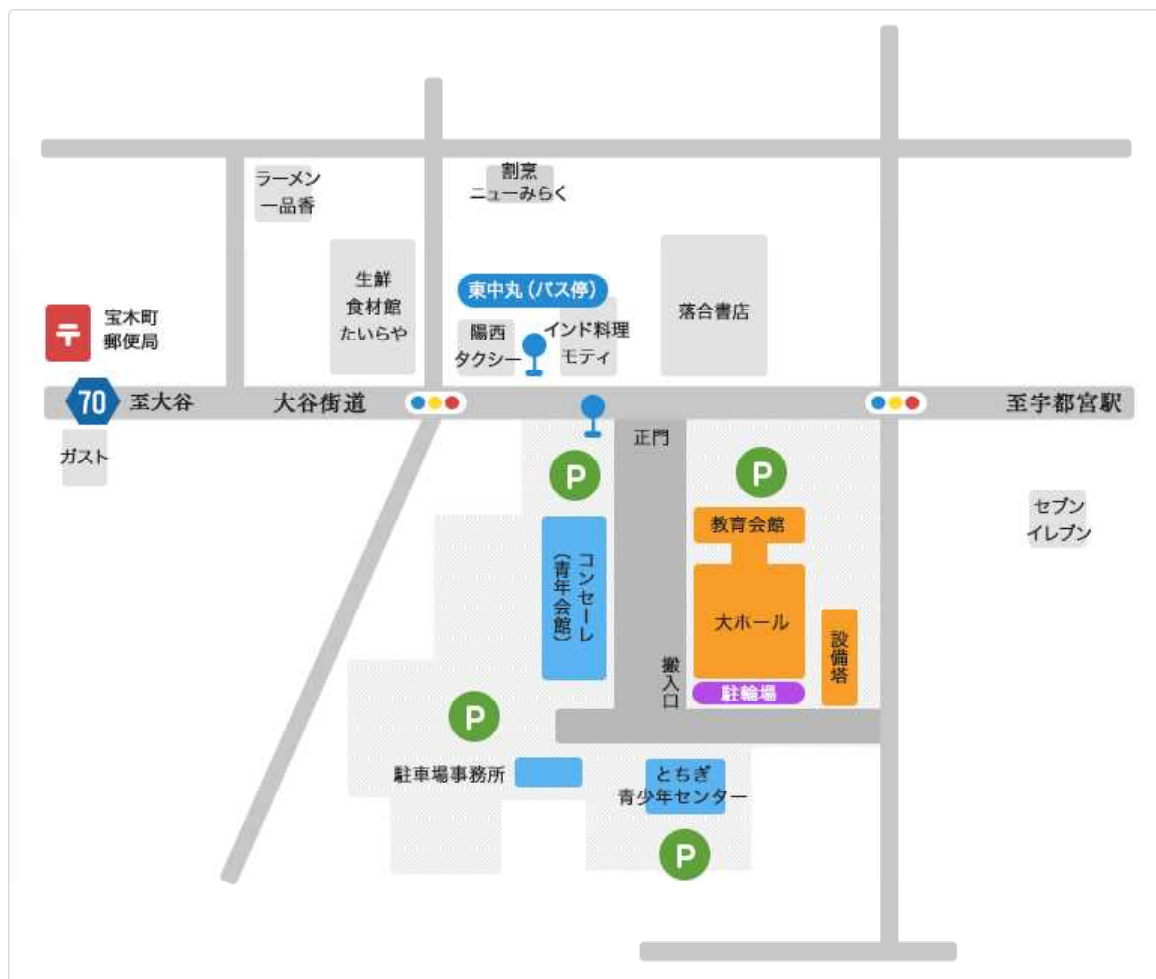 ラーメン
一品香
割烹
ニューみらく
生鮮
食材館
たいらや
東中丸（バス停）
陽西
タクシー
インド料理
モティ
落合書店
宝木町
郵便局
70
至大谷
大谷街道
至宇都宮駅
ガスト
正門
P
P
セブン
イレブン
教育会館
コンセーレ
（青年会館）
大ホール
設備塔
搬入口
駐輪場
P
駐車場事務所
とちぎ
青少年センター
P